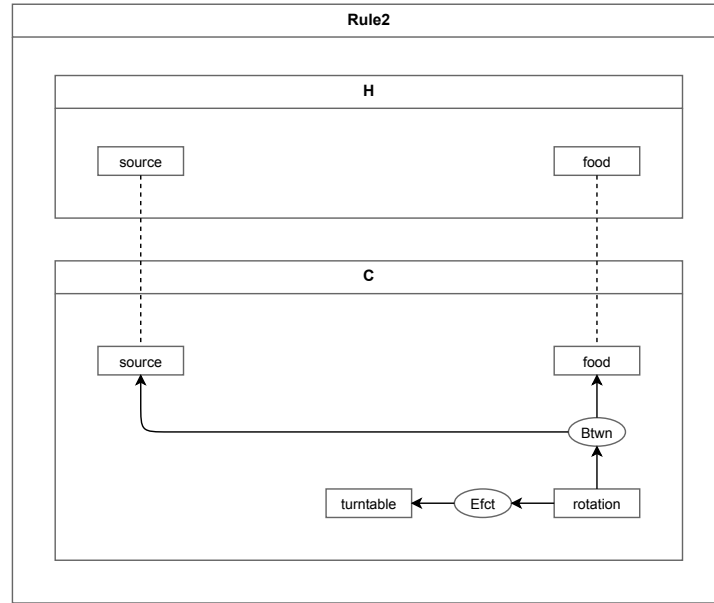 Rule2
H
source
food
C
source
food
Btwn
turntable
Efct
rotation